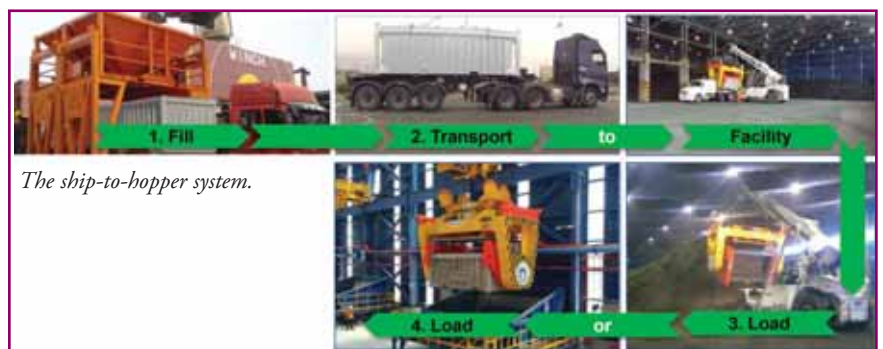 1. Fill
2. Transport
to
Facility
The ship-to-hopper system.
4. Load
or
3. Load